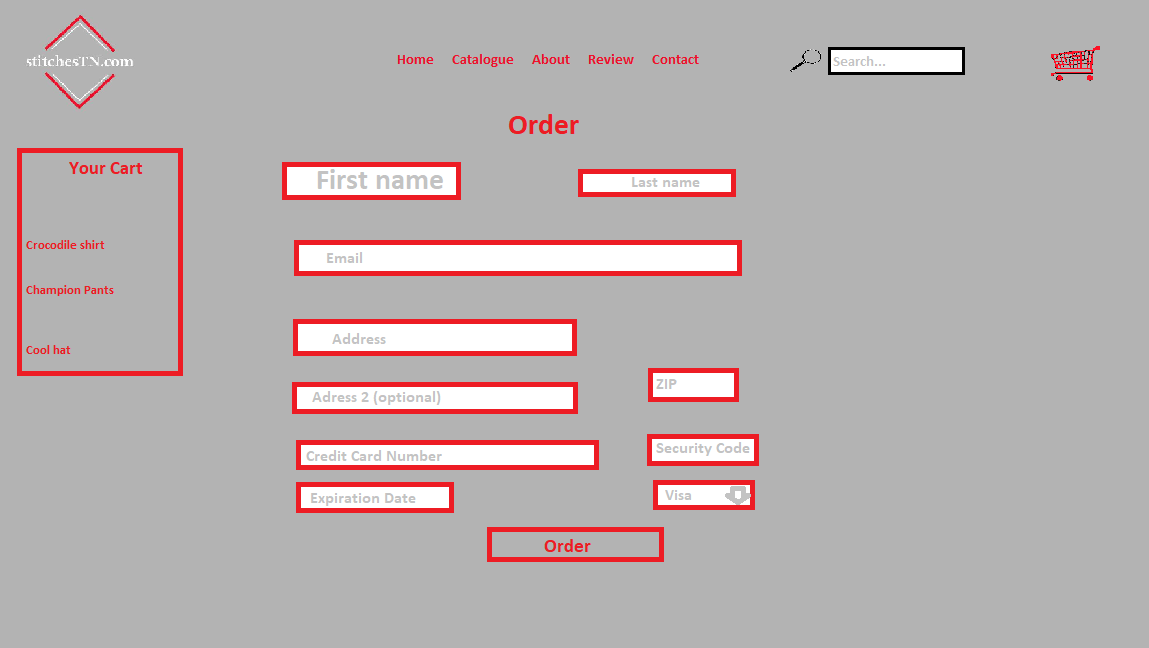 stitchesTN.com
Home Catalogue About Review Contact
Search...
Order
Your Cart
Crocodile shirt
Champion Pants
Cool hat
First name
Last name
Email
Address
Adress 2 (optional)
ZIP
Credit Card Number
Security Code
Expiration Date
Visa
Order